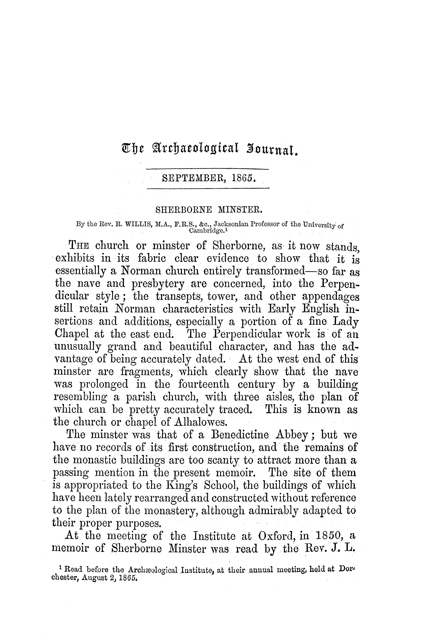 The Archaeological Journal.
SEPTEMBER, 1865.
SHERBORNE MINSTER.
By the Rev. R. WILLIS, M.A., F.R.S., &c., Jacksonian Professor of the University of
Cambridge.¹
THE church or minster of Sherborne, as it now stands,
exhibits in its fabric clear evidence to show that it is
essentially a Norman church entirely transformed—so far as
the nave and presbytery are concerned, into the Perpen-
dicular style; the transepts, tower, and other appendages
still retain Norman characteristics with Early English in-
sertions and additions, especially a portion of a fine Lady
Chapel at the east end. The Perpendicular work is of an
unusually grand and beautiful character, and has the ad-
vantage of being accurately dated. At the west end of this
minster are fragments, which clearly show that the nave
was prolonged in the fourteenth century by a building
resembling a parish church, with three aisles, the plan of
which can be pretty accurately traced. This is known as
the church or chapel of Alhalowes.
The minster was that of a Benedictine Abbey; but we
have no records of its first construction, and the remains of
the monastic buildings are too scanty to attract more than a
passing mention in the present memoir. The site of them
is appropriated to the King's School, the buildings of which
have been lately rearranged and constructed without reference
to the plan of the monastery, although admirably adapted to
their proper purposes.
At the meeting of the Institute at Oxford, in 1850, a
memoir of Sherborne Minster was read by the Rev. J. L.
¹ Read before the Archæological Institute, at their annual meeting, held at Dor-
chester, August 2, 1865.